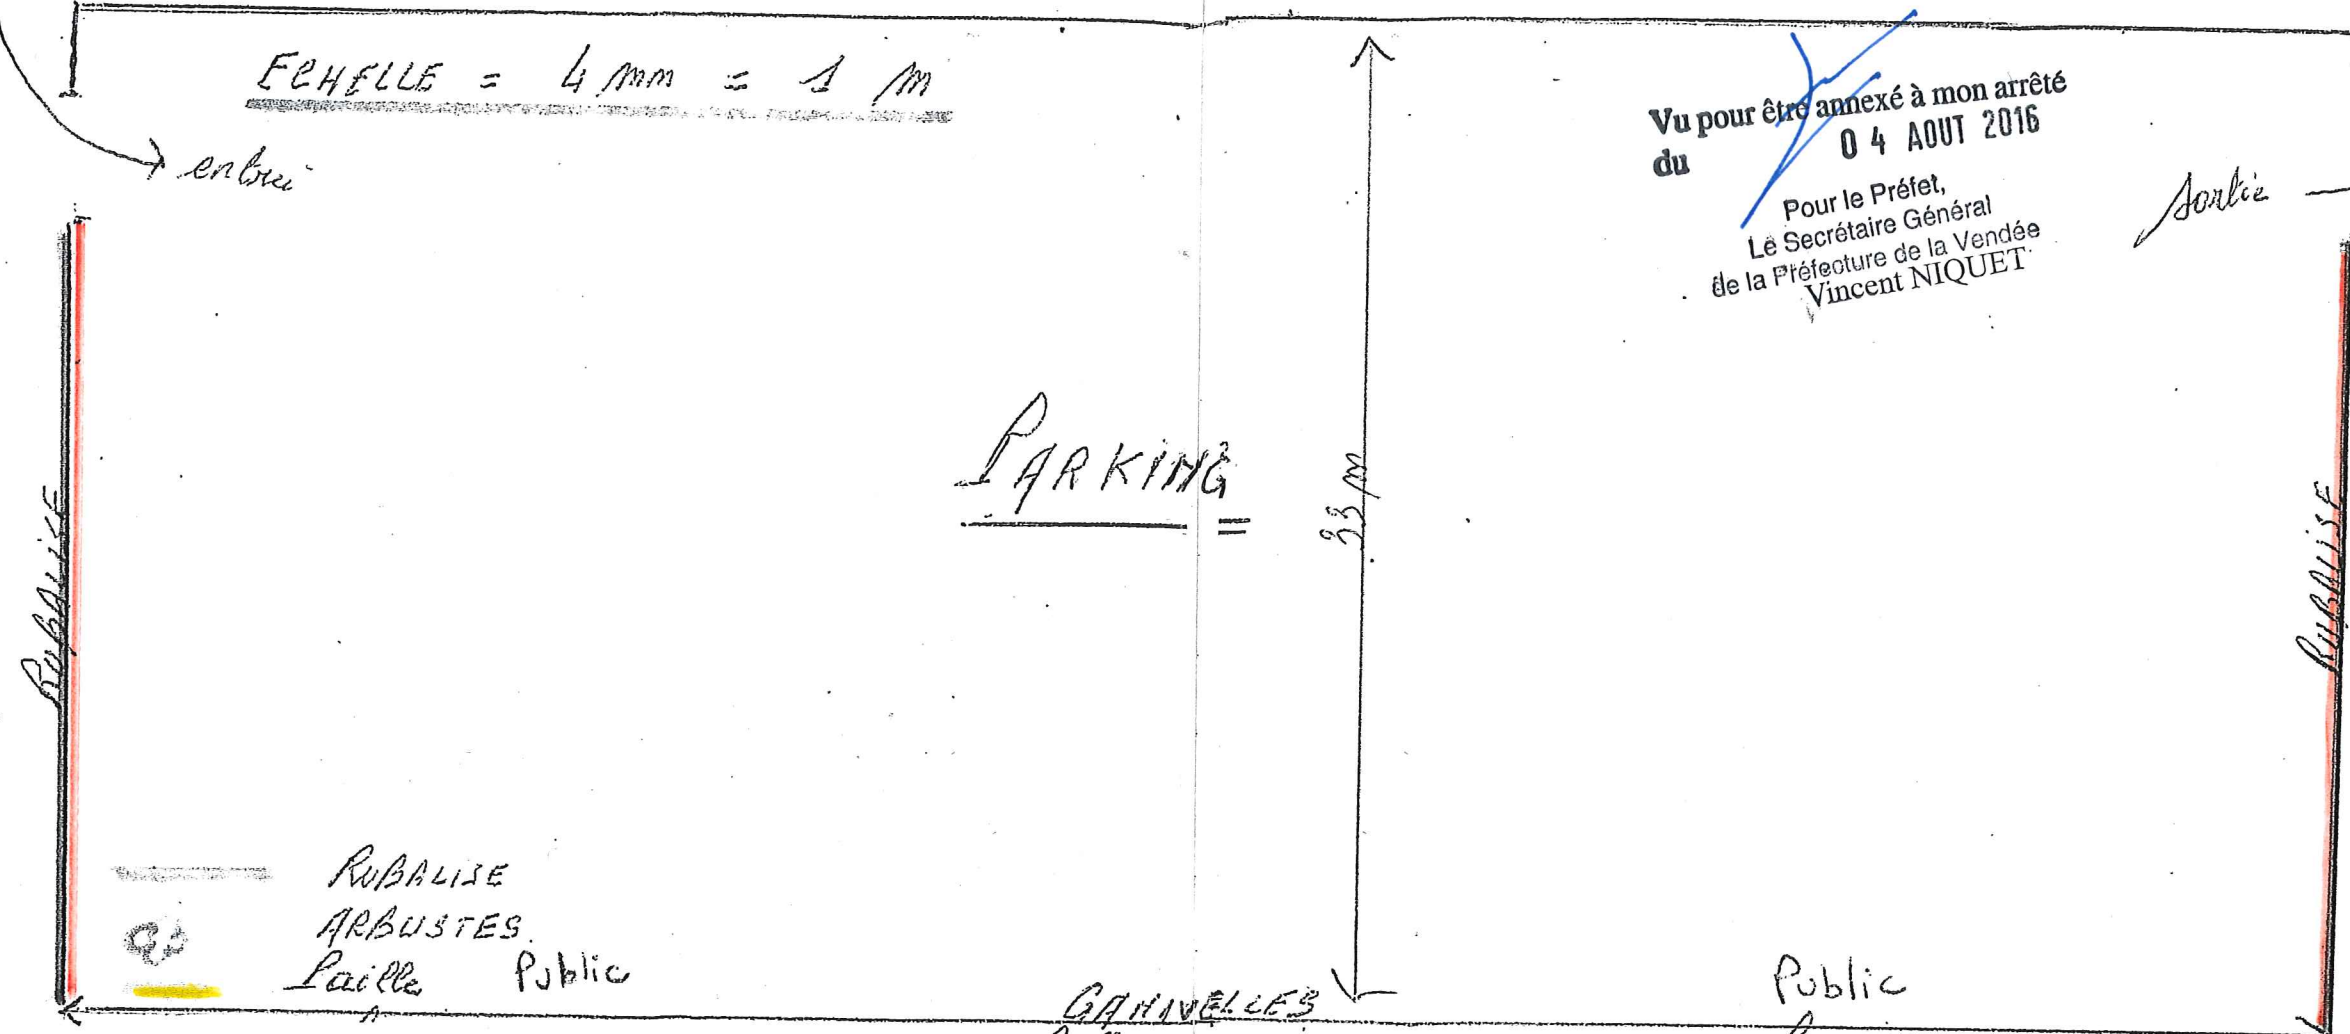 ECHELLE = 4 mm = 1 m
Vu pour être annexé à mon arrêté
du 04 AOUT 2016
Pour le Préfet,
Le Secrétaire Général
de la Préfecture de la Vendée
Vincent NIQUET
entrée
Sortie
PARKING =
33 m
RUBALISE
RUBALISE
RUBALISE
ARBUSTES.
Paille
Public
Public
GANIVELLES